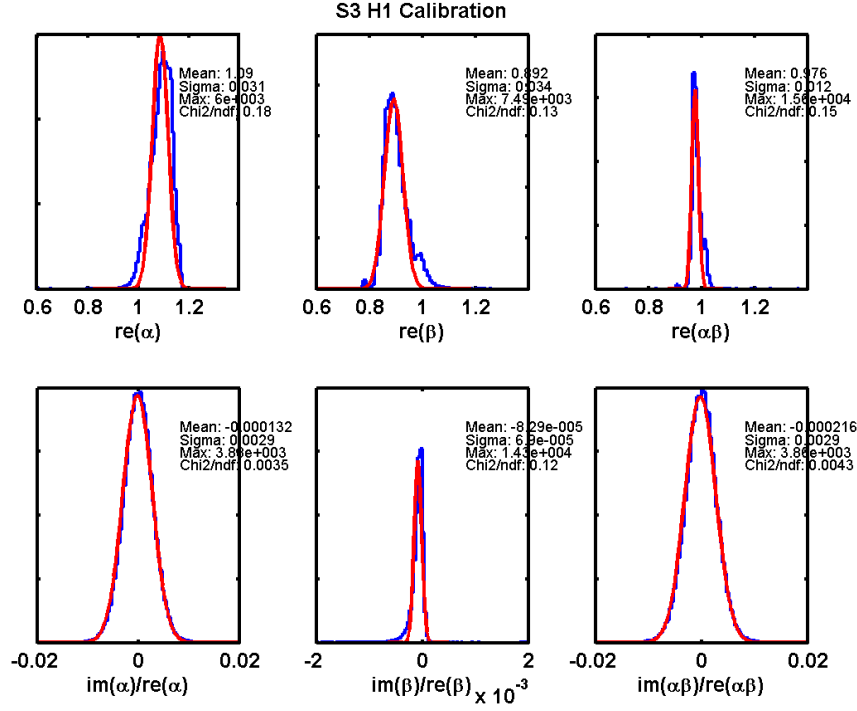 S3 H1 Calibration
Mean: 1.09
Sigma: 0.031
Max: 6e+003
Chi2/ndf: 0.18
0.6 0.8 1 1.2
re(α)
Mean: 0.892
Sigma: 0.034
Max: 7.49e+003
Chi2/ndf: 0.13
0.6 0.8 1 1.2
re(β)
Mean: 0.976
Sigma: 0.012
Max: 1.56e+004
Chi2/ndf: 0.15
0.6 0.8 1 1.2
re(αβ)
Mean: -0.000132
Sigma: 0.0029
Max:
Chi2/ndf: 0.0035
-0.02 0 0.02
im(α)/re(α)
Mean: -8.29e-005
Sigma: 6.9e-005
Max: 1.43e+004
Chi2/ndf: 0.12
-2 0 2
im(β)/re(β) x 10⁻³
Mean: -0.000216
Sigma: 0.0029
Max: 3.86e+003
Chi2/ndf: 0.0043
-0.02 0 0.02
im(αβ)/re(αβ)